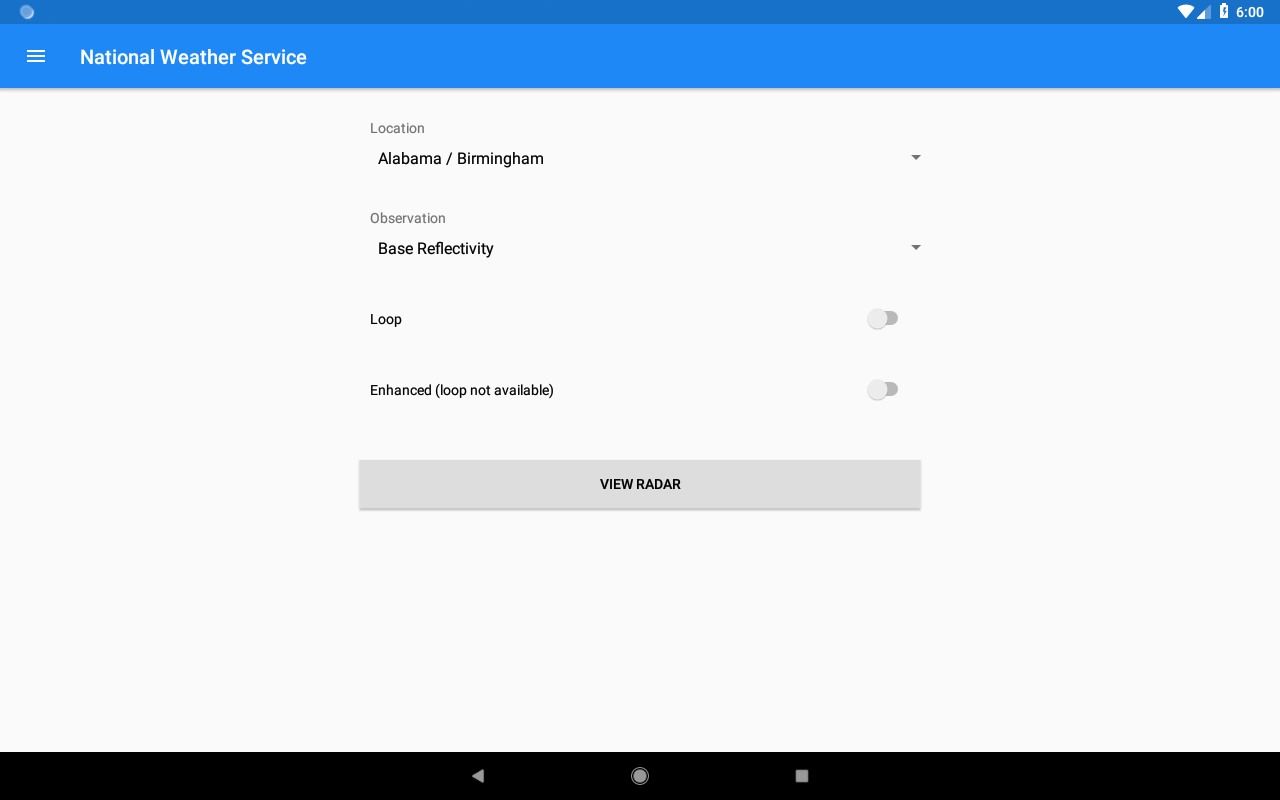 6:00
National Weather Service
Location
Alabama / Birmingham
Observation
Base Reflectivity
Loop
Enhanced (loop not available)
VIEW RADAR